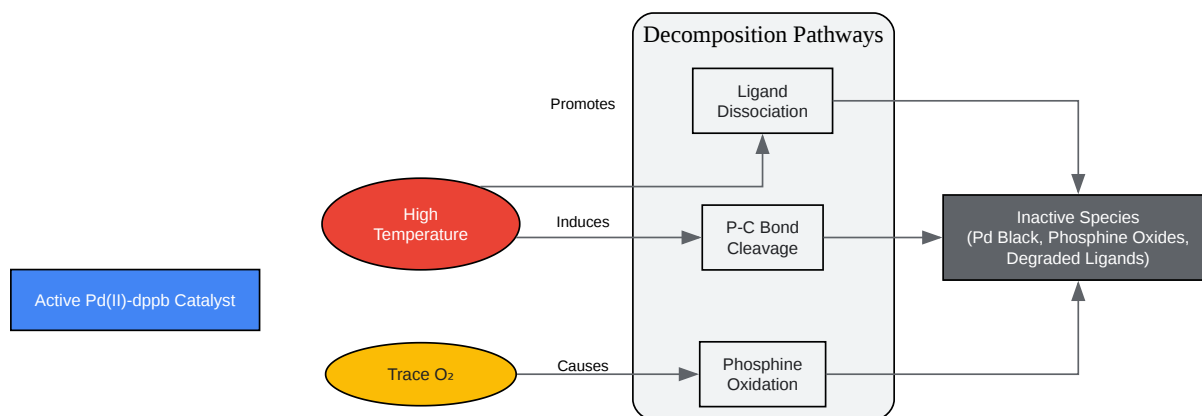 Decomposition Pathways
Ligand
Dissociation
Promotes
High
Temperature
Induces
P-C Bond
Cleavage
Inactive Species
(Pd Black, Phosphine Oxides,
Degraded Ligands)
Active Pd(II)-dppb Catalyst
Trace O₂
Causes
Phosphine
Oxidation